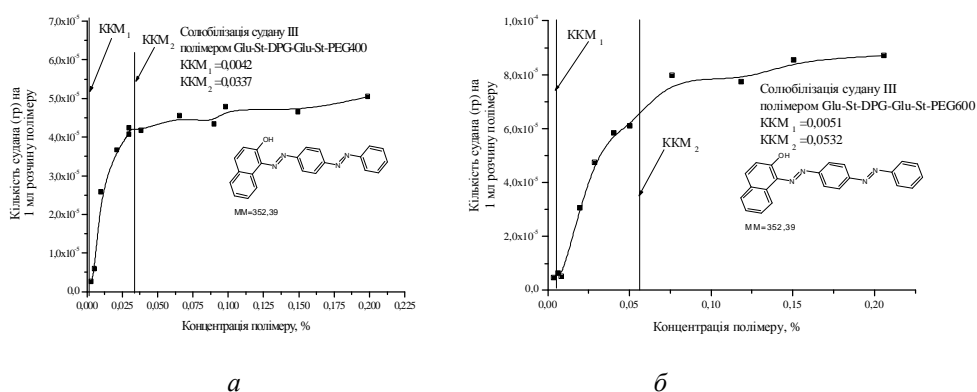 ККМ₁
ККМ₂
Солюбілізація судану III
полімером Glu-St-DPG-Glu-St-PEG400
ККМ₁=0,0042
ККМ₂=0,0337
OH
N
N
N
N
MM=352,39
Кількість судана (гр) на
1 мл розчину полімеру
7,0x10⁻⁵
6,0x10⁻⁵
5,0x10⁻⁵
4,0x10⁻⁵
3,0x10⁻⁵
2,0x10⁻⁵
1,0x10⁻⁵
0,0
0,000 0,025 0,050 0,075 0,100 0,125 0,150 0,175 0,200 0,225
Концентрація полімеру, %
а
ККМ₁
ККМ₂
Солюбілізація судану III
полімером Glu-St-DPG-Glu-St-PEG600
ККМ₁=0,0051
ККМ₂=0,0532
OH
N
N
N
N
MM=352,39
Кількість судана (гр) на
1 мл розчину полімеру
1,0x10⁻⁴
8,0x10⁻⁵
6,0x10⁻⁵
4,0x10⁻⁵
2,0x10⁻⁵
0,0
0,00 0,05 0,10 0,15 0,20
Концентрація полімеру, %
б